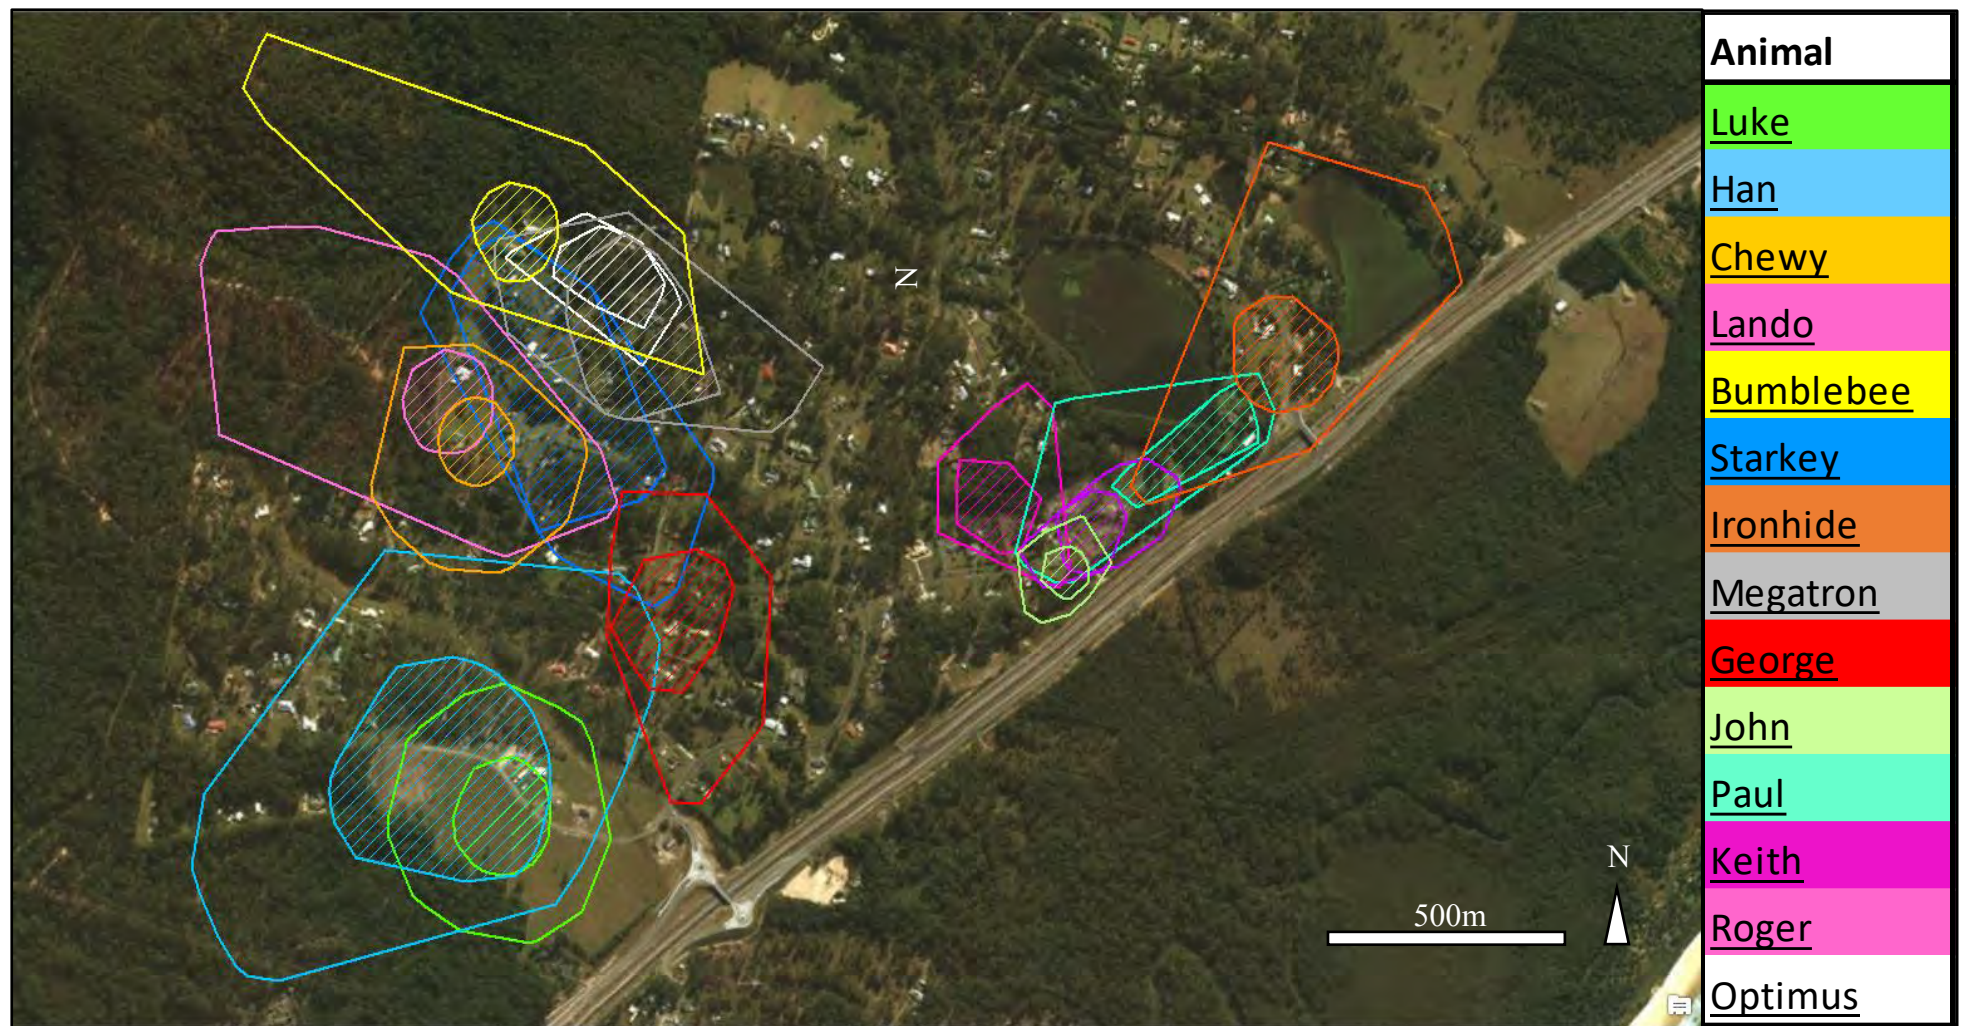 N
N
500m
Animal
Luke
Han
Chewy
Lando
Bumblebee
Starkey
Ironhide
Megatron
George
John
Paul
Keith
Roger
Optimus